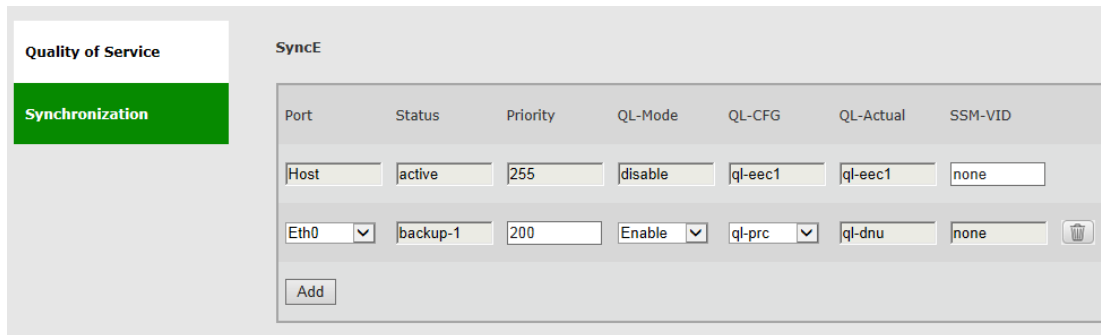 Quality of Service
SyncE
Synchronization
Port Status Priority QL-Mode QL-CFG QL-Actual SSM-VID
Host active 255 disable ql-eec1 ql-eec1 none
Eth0 backup-1 200 Enable ql-prc ql-dnu none
Add